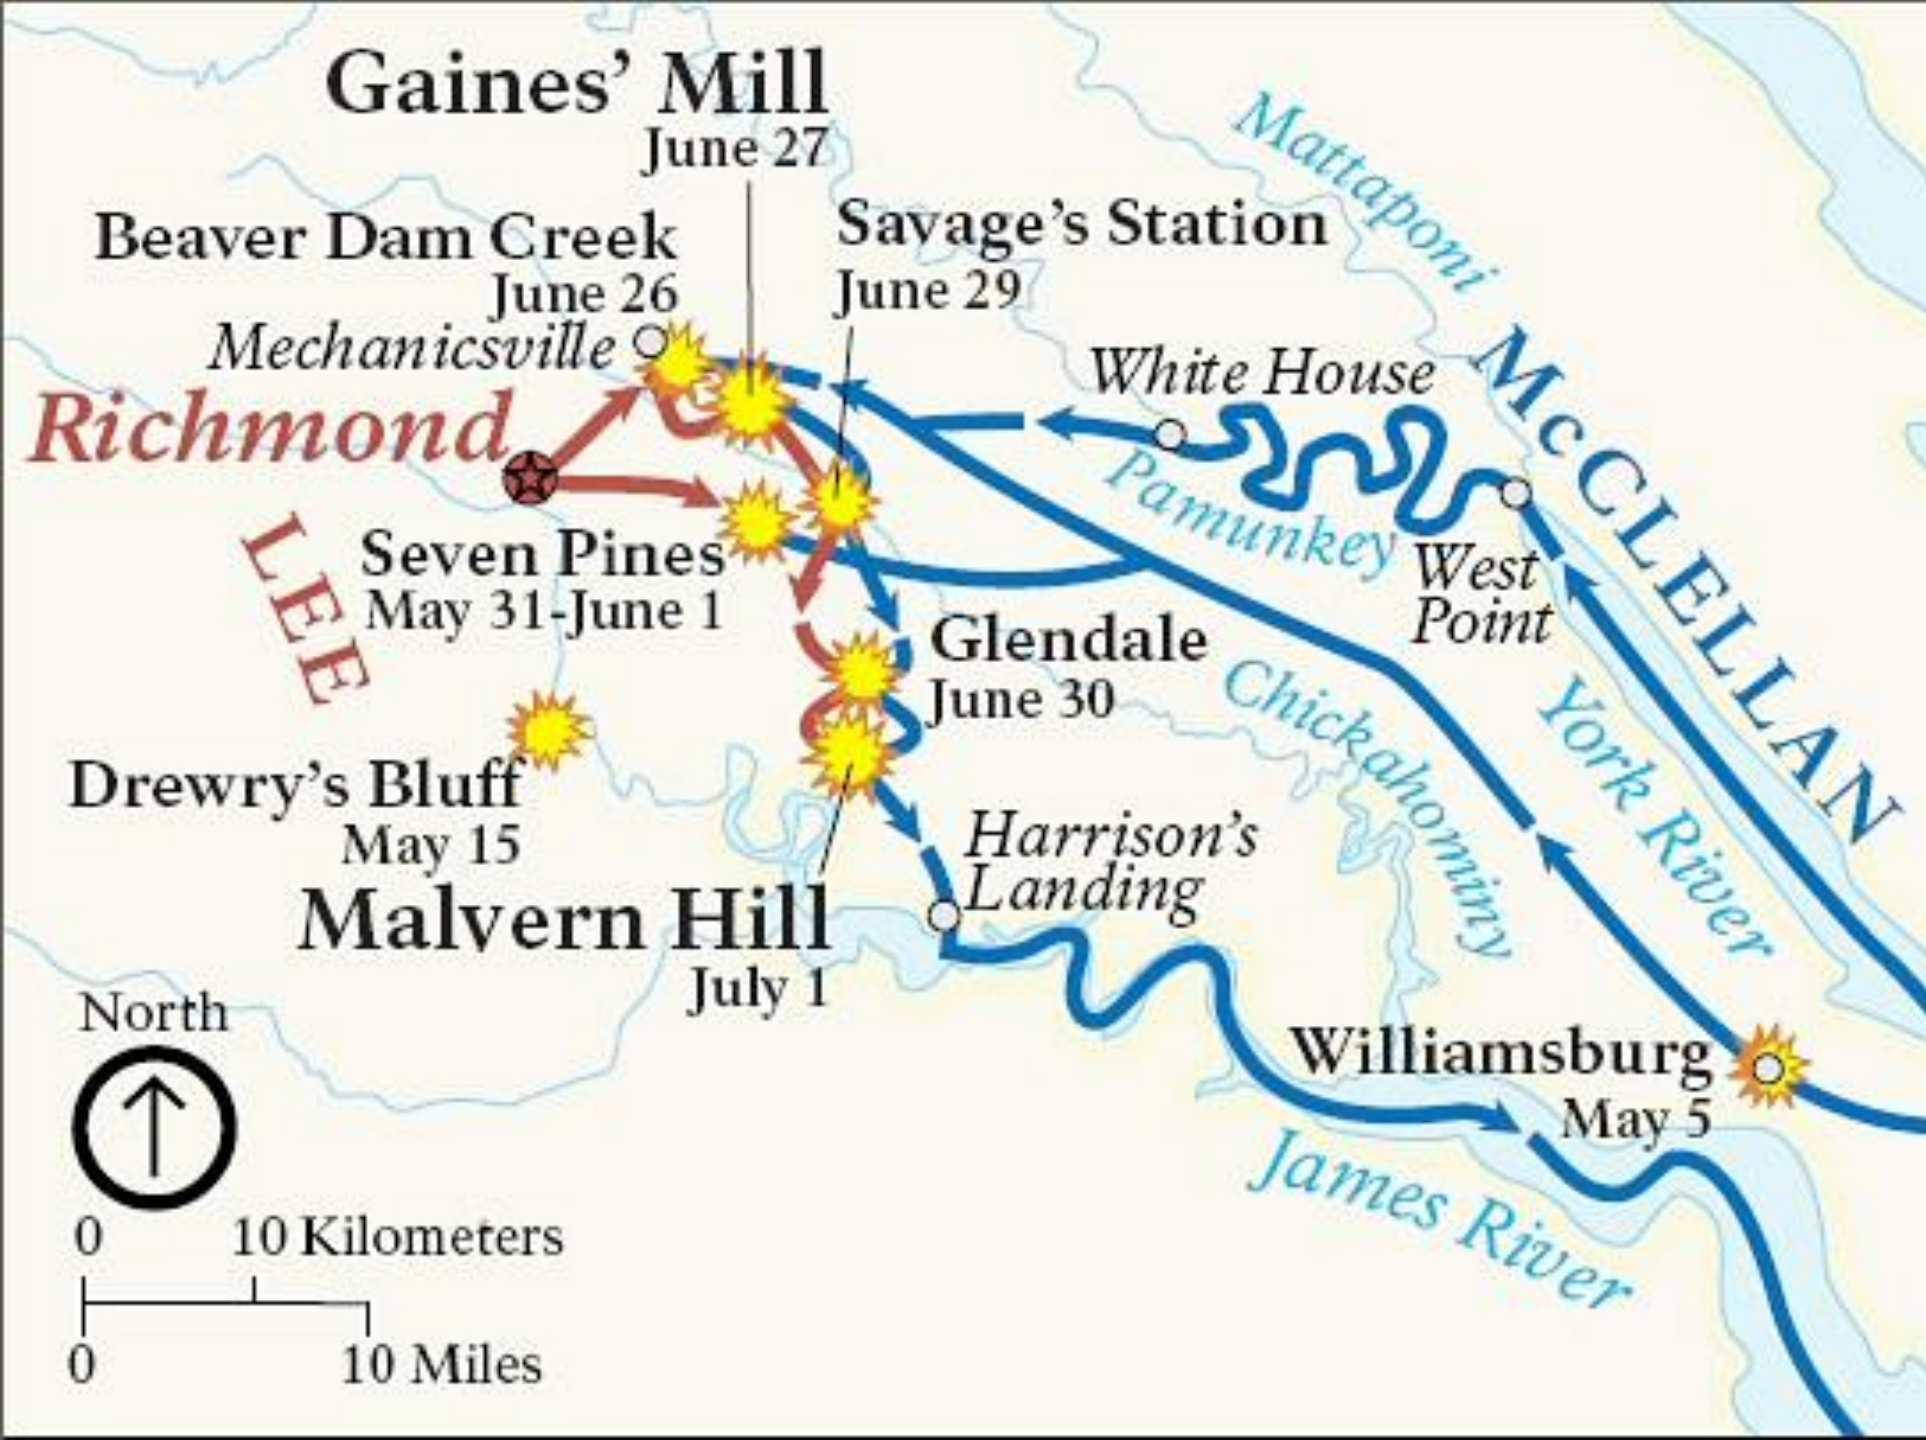 Gaines’ Mill
June 27
Beaver Dam Creek
June 26
Savage’s Station
June 29
Mattaponi
Mechanicsville
White House
McCLELLAN
Richmond
Pamunkey
West
Point
LEE
Seven Pines
May 31-June 1
Glendale
June 30
Chickahominy
York River
Drewry’s Bluff
May 15
Harrison’s
Landing
Malvern Hill
July 1
North
Williamsburg
May 5
James River
0 10 Kilometers
0 10 Miles